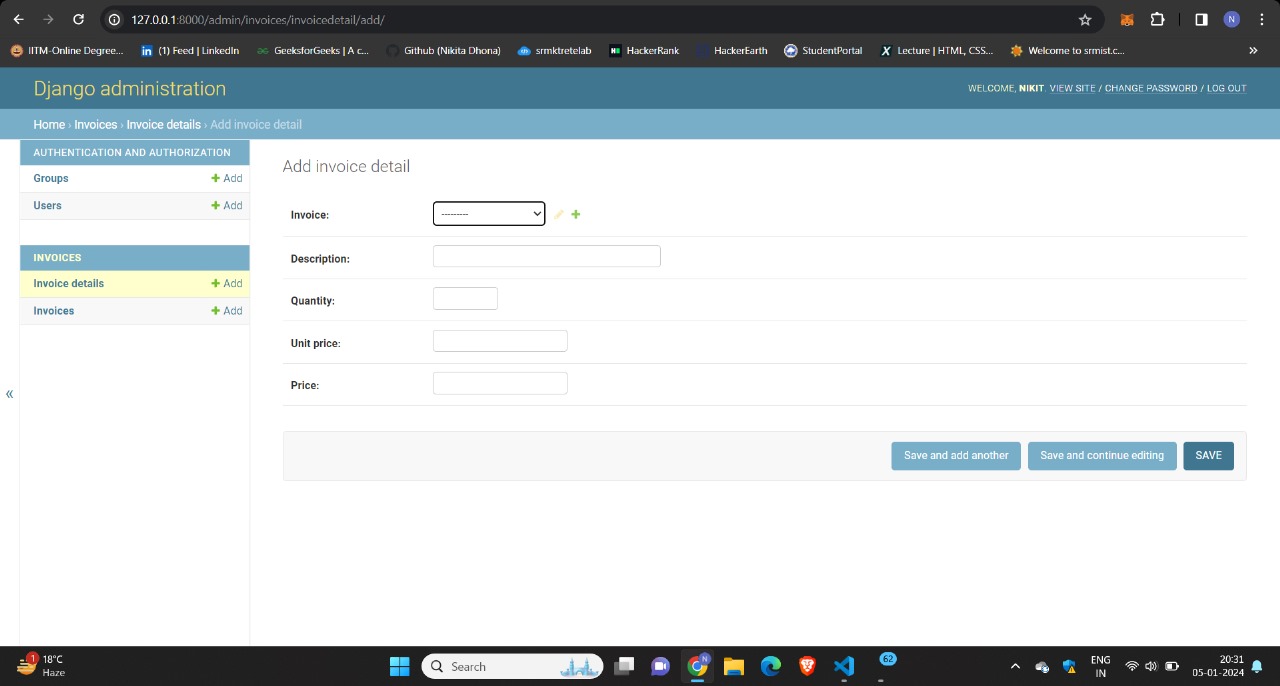 127.0.0.1:8000/admin/invoices/invoicedetail/add/
N
IITM-Online Degree... (1) Feed | LinkedIn GeeksforGeeks | A c... Github (Nikita Dhona) srmktretelab HackerRank HackerEarth StudentPortal Lecture | HTML, CSS... Welcome to srmist.c... »
Django administration
WELCOME, NIKIT. VIEW SITE / CHANGE PASSWORD / LOG OUT
Home › Invoices › Invoice details › Add invoice detail
AUTHENTICATION AND AUTHORIZATION
Groups + Add
Users + Add
INVOICES
Invoice details + Add
Invoices + Add
«
Add invoice detail
Invoice: ---------
Description:
Quantity:
Unit price:
Price:
Save and add another Save and continue editing SAVE
1 18°C
Haze
Search
N
62
ENG
IN
20:31
05-01-2024